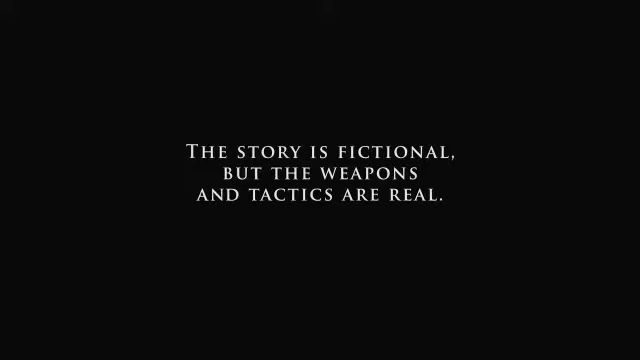 The story is fictional,
but the weapons
and tactics are real.